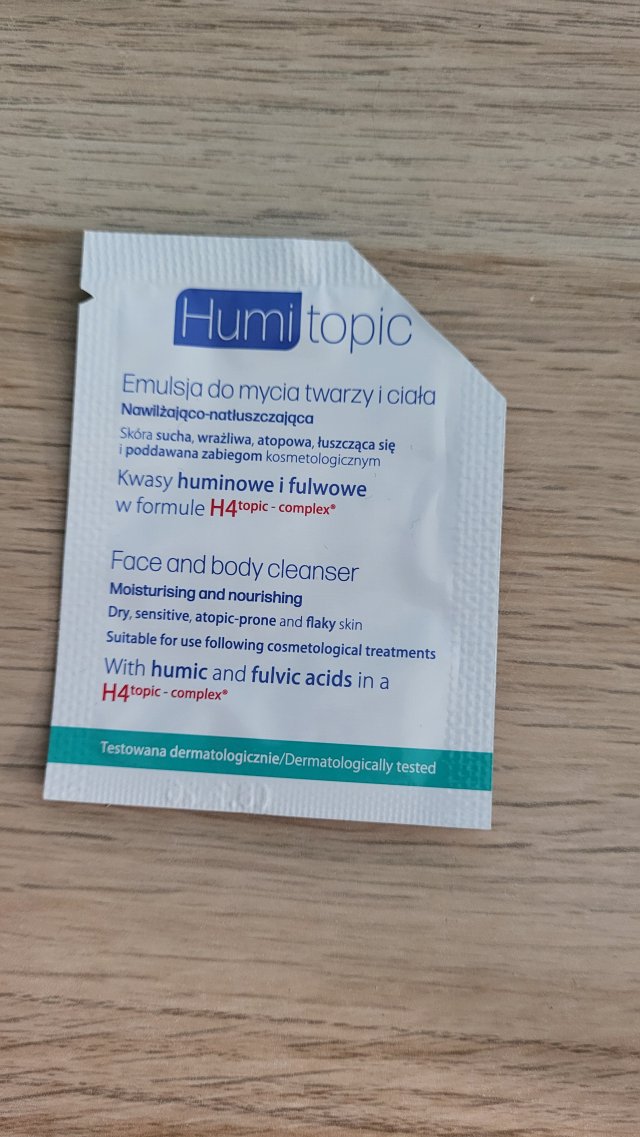 Humi topic
Emulsja do mycia twarzy i ciała
Nawilżająco-natłuszczająca
Skóra sucha, wrażliwa, atopowa, łuszcząca się
i poddawana zabiegom kosmetologicznym
Kwasy huminowe i fulwowe
w formule H4topic - complex®
Face and body cleanser
Moisturising and nourishing
Dry, sensitive, atopic-prone and flaky skin
Suitable for use following cosmetological treatments
With humic and fulvic acids in a
H4topic - complex®
Testowana dermatologicznie/Dermatologically tested